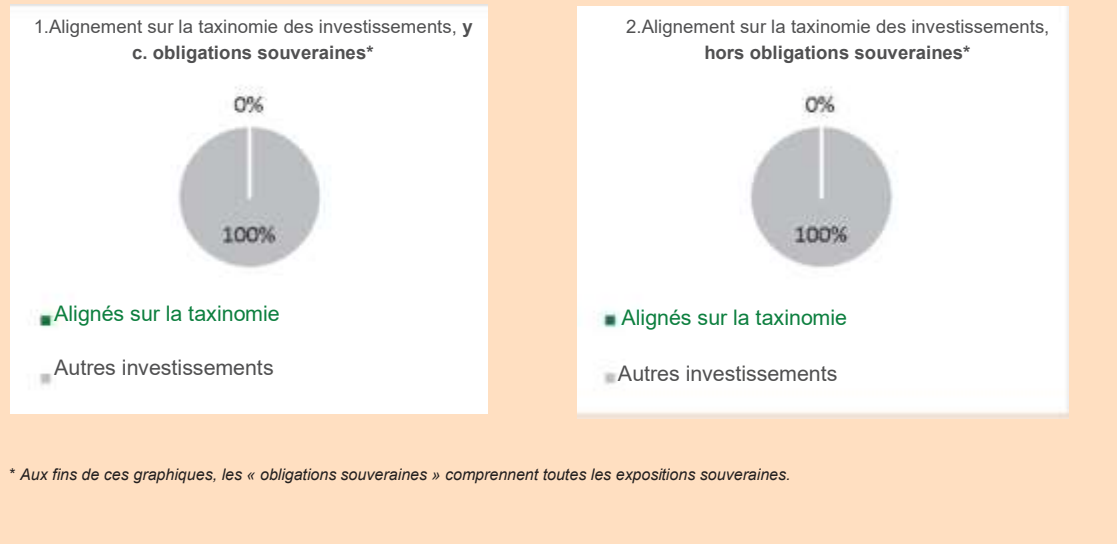 1.Alignement sur la taxinomie des investissements, y
c. obligations souveraines*
0%
100%
Alignés sur la taxinomie
Autres investissements
2.Alignement sur la taxinomie des investissements,
hors obligations souveraines*
0%
100%
Alignés sur la taxinomie
Autres investissements
* Aux fins de ces graphiques, les « obligations souveraines » comprennent toutes les expositions souveraines.